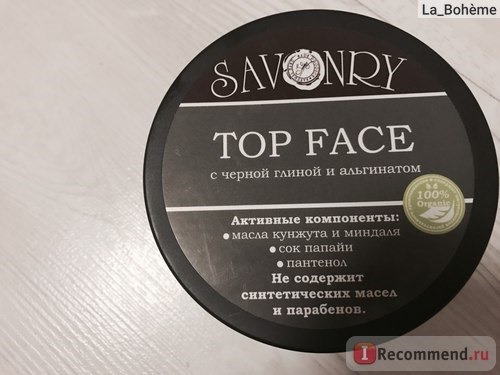 La_Bohème
SAVONRY
TOP FACE
с черной глиной и альгинатом
100%
Organic
Активные компоненты:
• масла кунжута и миндаля
• сок папайи
• пантенол
Не содержит
синтетических масел
и парабенов.
IRecommend.ru